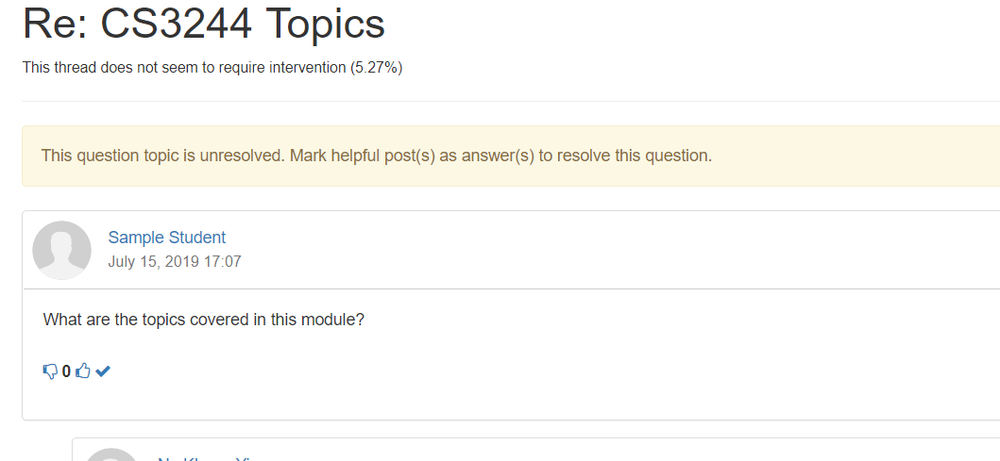 Re: CS3244 Topics
This thread does not seem to require intervention (5.27%)
This question topic is unresolved. Mark helpful post(s) as answer(s) to resolve this question.
Sample Student
July 15, 2019 17:07
What are the topics covered in this module?
0